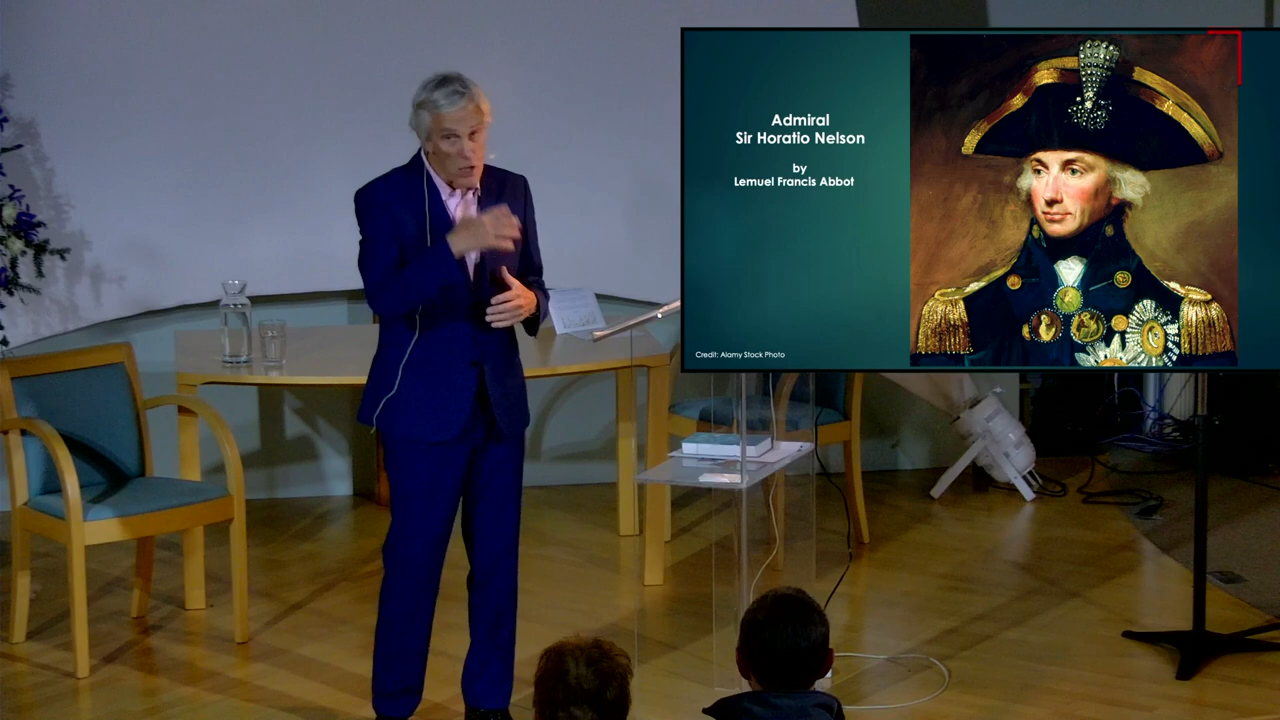 Admiral
Sir Horatio Nelson
by
Lemuel Francis Abbot
Credit: Alamy Stock Photo